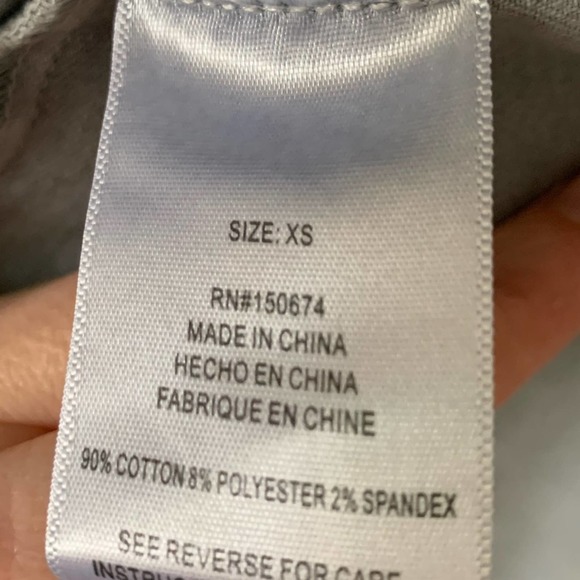 SIZE: XS
RN#150674
MADE IN CHINA
HECHO EN CHINA
FABRIQUE EN CHINE
90% COTTON 8% POLYESTER 2% SPANDEX
SEE REVERSE FOR CARE